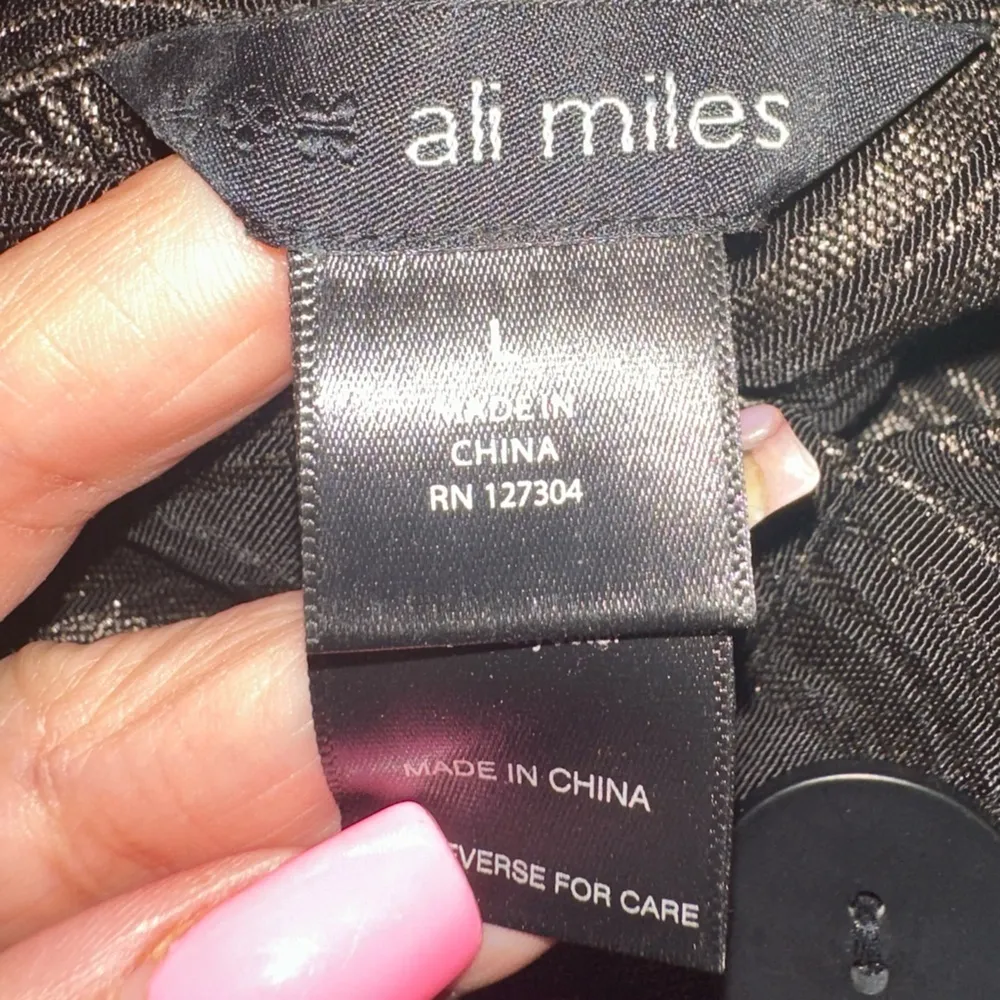 ali miles
L
MADE IN
CHINA
RN 127304
MADE IN CHINA
EVERSE FOR CARE